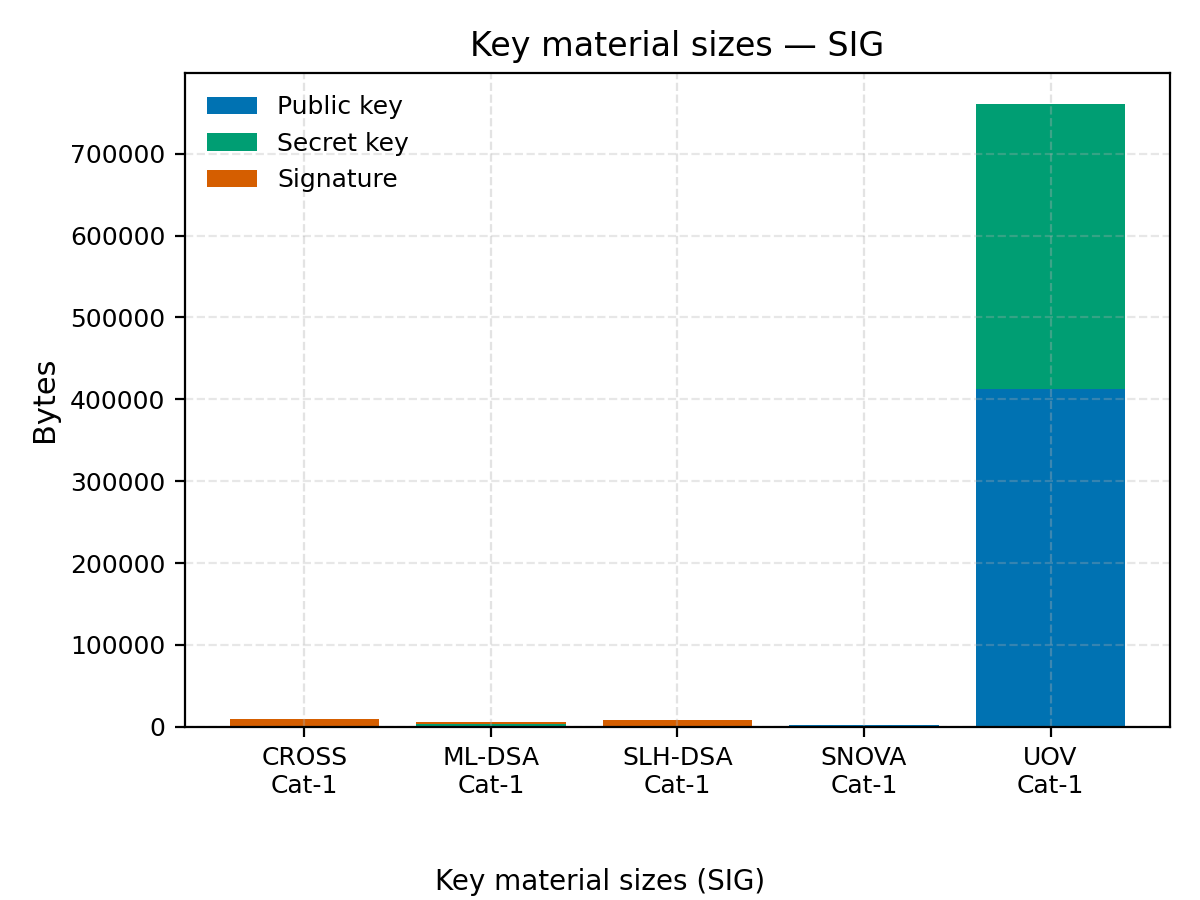 Key material sizes — SIG
Public key
Secret key
Signature
Bytes
700000
600000
500000
400000
300000
200000
100000
0
CROSS
Cat-1
ML-DSA
Cat-1
SLH-DSA
Cat-1
SNOVA
Cat-1
UOV
Cat-1
Key material sizes (SIG)